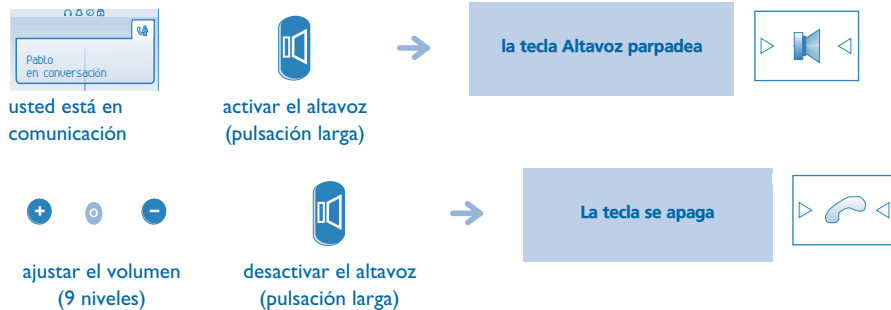 Pablo
en conversación
la tecla Altavoz parpadea
usted está en
comunicación
activar el altavoz
(pulsación larga)
+
o
-
La tecla se apaga
ajustar el volumen
(9 niveles)
desactivar el altavoz
(pulsación larga)